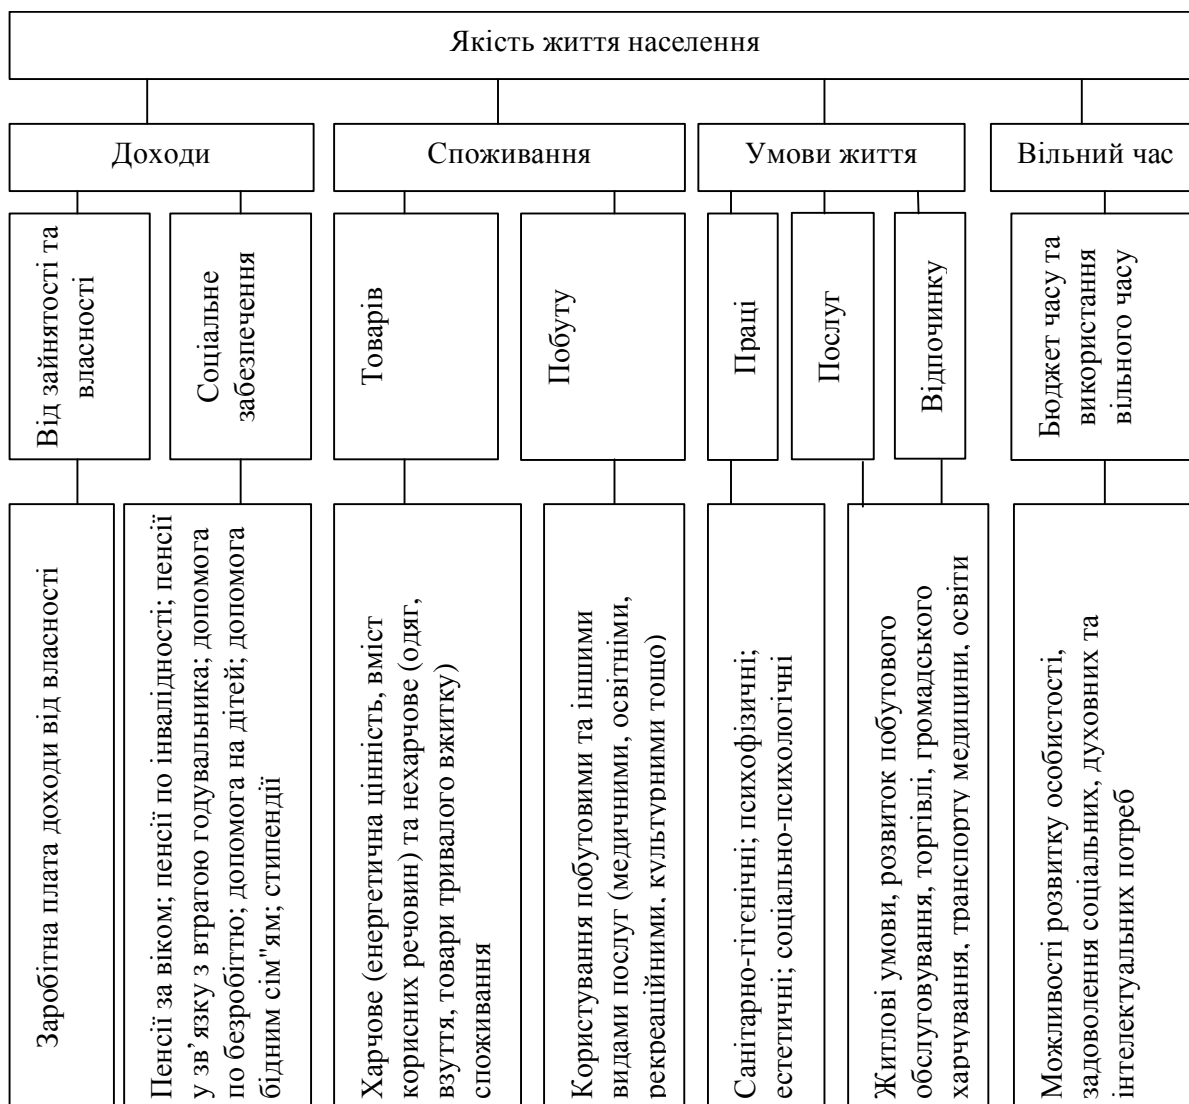 Якість життя населення
Доходи
Споживання
Умови життя
Вільний час
Від зайнятості та
власності
Соціальне
забезпечення
Товарів
Побуту
Праці
Послуг
Відпочинку
Бюджет часу та
використання
вільного часу
Заробітна плата доходи від власності
Пенсії за віком; пенсії по інвалідності; пенсії
у зв’язку з втратою годувальника; допомога
по безробіттю; допомога на дітей; допомога
бідним сім"ям; стипендії
Харчове (енергетична цінність, вміст
корисних речовин) та нехарчове (одяг,
взуття, товари тривалого вжитку)
споживання
Користування побутовими та іншими
видами послуг (медичними, освітніми,
рекреаційними, культурними тощо)
Санітарно-гігєнічні; психофізичні;
естетичні; соціально-психологічні
Житлові умови, розвиток побутового
обслуговування, торгівлі, громадського
харчування, транспорту медицини, освіти
Можливості розвитку особистості,
задоволення соціальних, духовних та
інтелектуальних потреб